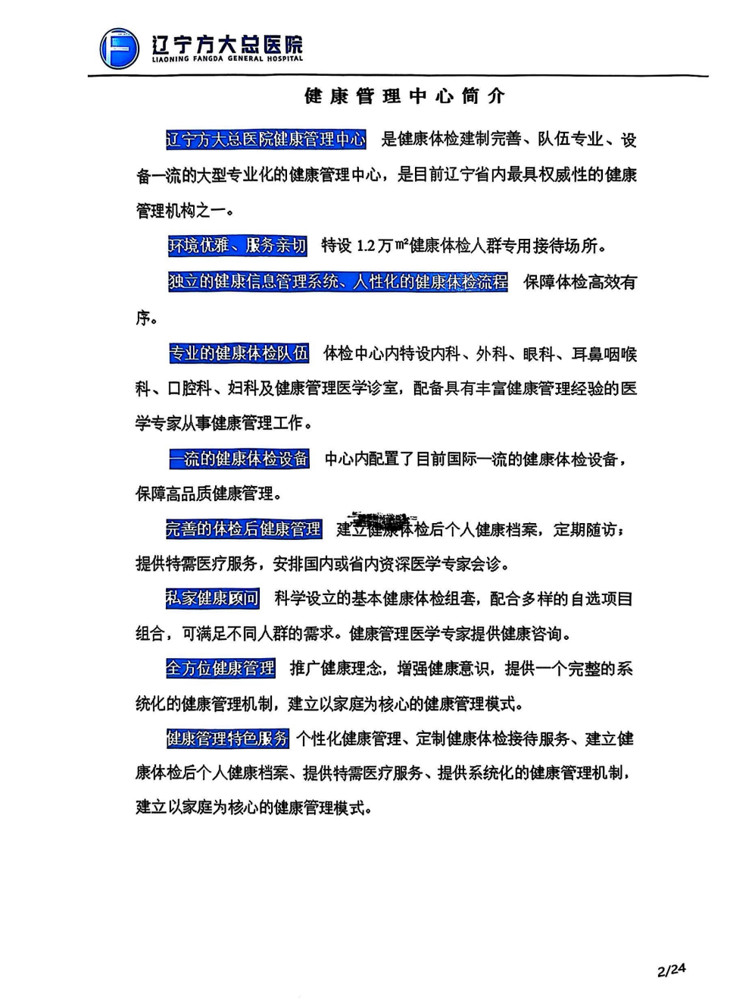 辽宁方大总医院
LIAONING FANGDA GENERAL HOSPITAL
健康管理中心简介
辽宁方大总医院健康管理中心 是健康体检建制完善、队伍专业、设
备一流的大型专业化的健康管理中心，是目前辽宁省内最具权威性的健康
管理机构之一。
环境优雅、服务亲切 特设 1.2 万㎡健康体检人群专用接待场所。
独立的健康信息管理系统、人性化的健康体检流程 保障体检高效有
序。
专业的健康体检队伍 体检中心内特设内科、外科、眼科、耳鼻咽喉
科、口腔科、妇科及健康管理医学诊室，配备具有丰富健康管理经验的医
学专家从事健康管理工作。
一流的健康体检设备 中心内配置了目前国际一流的健康体检设备，
保障高品质健康管理。
完善的体检后健康管理 建立健康体检后个人健康档案，定期随访；
提供特需医疗服务，安排国内或省内资深医学专家会诊。
私家健康顾问 科学设立的基本健康体检组套，配合多样的自选项目
组合，可满足不同人群的需求。健康管理医学专家提供健康咨询。
全方位健康管理 推广健康理念，增强健康意识，提供一个完整的系
统化的健康管理机制，建立以家庭为核心的健康管理模式。
健康管理特色服务 个性化健康管理、定制健康体检接待服务、建立健
康体检后个人健康档案、提供特需医疗服务、提供系统化的健康管理机制，
建立以家庭为核心的健康管理模式。
2/24